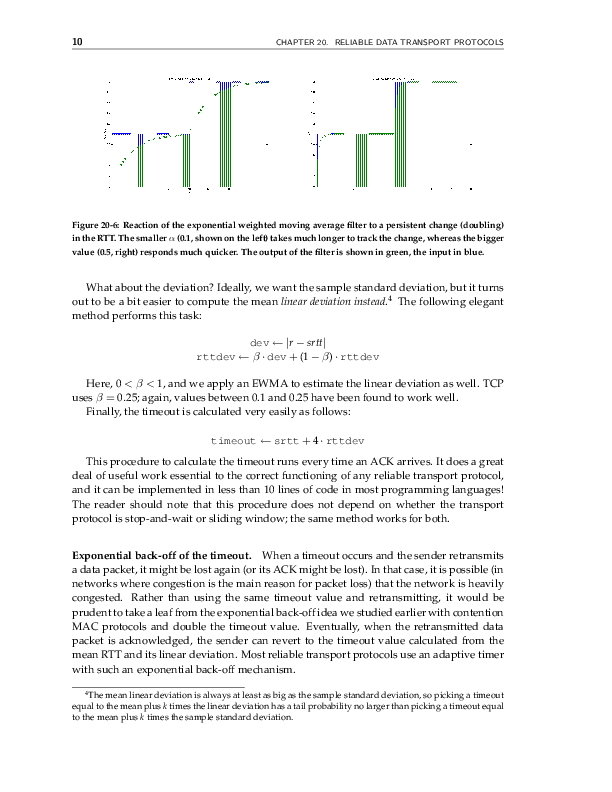 10
CHAPTER 20. RELIABLE DATA TRANSPORT PROTOCOLS
Figure 20-6: Reaction of the exponential weighted moving average filter to a persistent change (doubling)
in the RTT. The smaller α (0.1, shown on the left) takes much longer to track the change, whereas the bigger
value (0.5, right) responds much quicker. The output of the filter is shown in green, the input in blue.
What about the deviation? Ideally, we want the sample standard deviation, but it turns
out to be a bit easier to compute the mean linear deviation instead.⁴ The following elegant
method performs this task:
dev ← |r − srtt|
rttdev ← β · dev + (1 − β) · rttdev
Here, 0 < β < 1, and we apply an EWMA to estimate the linear deviation as well. TCP
uses β = 0.25; again, values between 0.1 and 0.25 have been found to work well.
Finally, the timeout is calculated very easily as follows:
timeout ← srtt + 4 · rttdev
This procedure to calculate the timeout runs every time an ACK arrives. It does a great
deal of useful work essential to the correct functioning of any reliable transport protocol,
and it can be implemented in less than 10 lines of code in most programming languages!
The reader should note that this procedure does not depend on whether the transport
protocol is stop-and-wait or sliding window; the same method works for both.
Exponential back-off of the timeout. When a timeout occurs and the sender retransmits
a data packet, it might be lost again (or its ACK might be lost). In that case, it is possible (in
networks where congestion is the main reason for packet loss) that the network is heavily
congested. Rather than using the same timeout value and retransmitting, it would be
prudent to take a leaf from the exponential back-off idea we studied earlier with contention
MAC protocols and double the timeout value. Eventually, when the retransmitted data
packet is acknowledged, the sender can revert to the timeout value calculated from the
mean RTT and its linear deviation. Most reliable transport protocols use an adaptive timer
with such an exponential back-off mechanism.
⁴The mean linear deviation is always at least as big as the sample standard deviation, so picking a timeout
equal to the mean plus k times the linear deviation has a tail probability no larger than picking a timeout equal
to the mean plus k times the sample standard deviation.